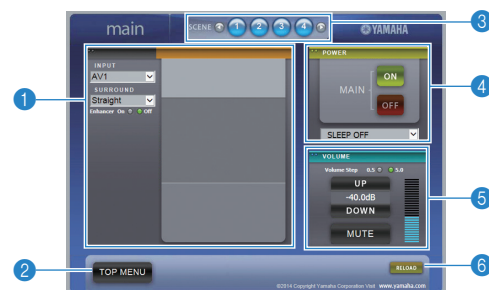 main
SCENE 1 2 3 4
YAMAHA
3
INPUT
AV1
SURROUND
Straight
Enhancer On Off
1
POWER
MAIN
ON
OFF
SLEEP OFF
4
VOLUME
Volume Step 0.5 5.0
UP
-40.0dB
DOWN
MUTE
5
2
TOP MENU
RELOAD
6
©2014 Copyright Yamaha Corporation Visit www.yamaha.com